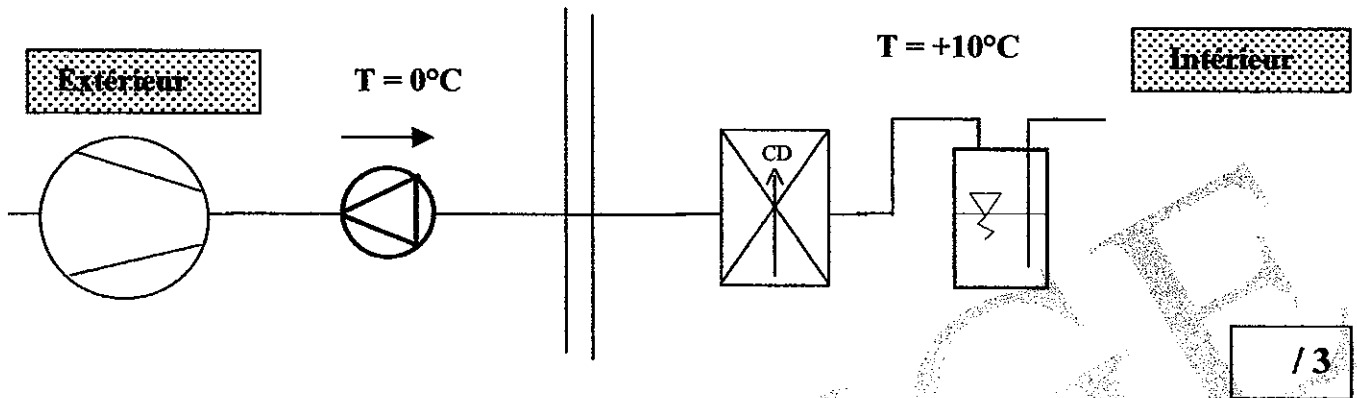 Extérieur
T = 0°C
T = +10°C
Intérieur
CD
/ 3